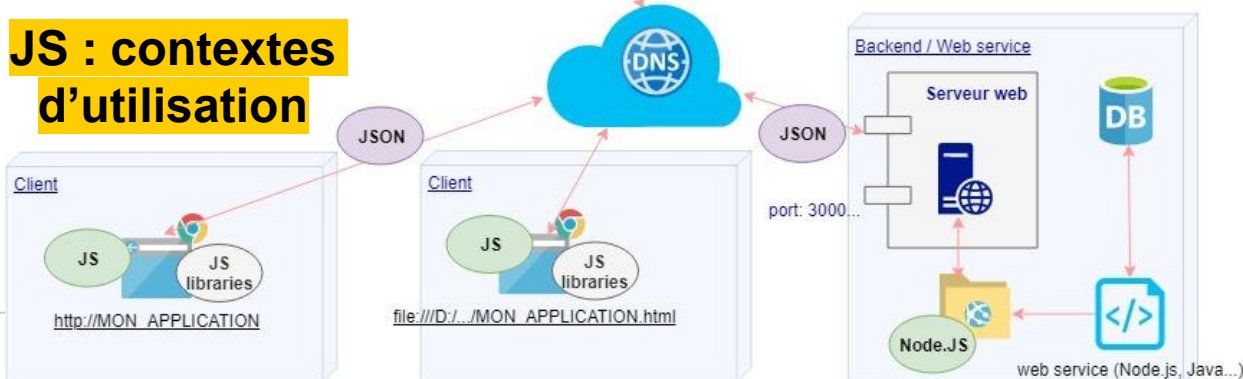 JS : contextes
d’utilisation
DNS
Backend / Web service
Serveur web
DB
JSON
JSON
Client
Client
port: 3000...
JS
JS
libraries
JS
JS
libraries
http://MON_APPLICATION
file:///D:/.../MON_APPLICATION.html
</>
Node.JS
web service (Node.js, Java...)